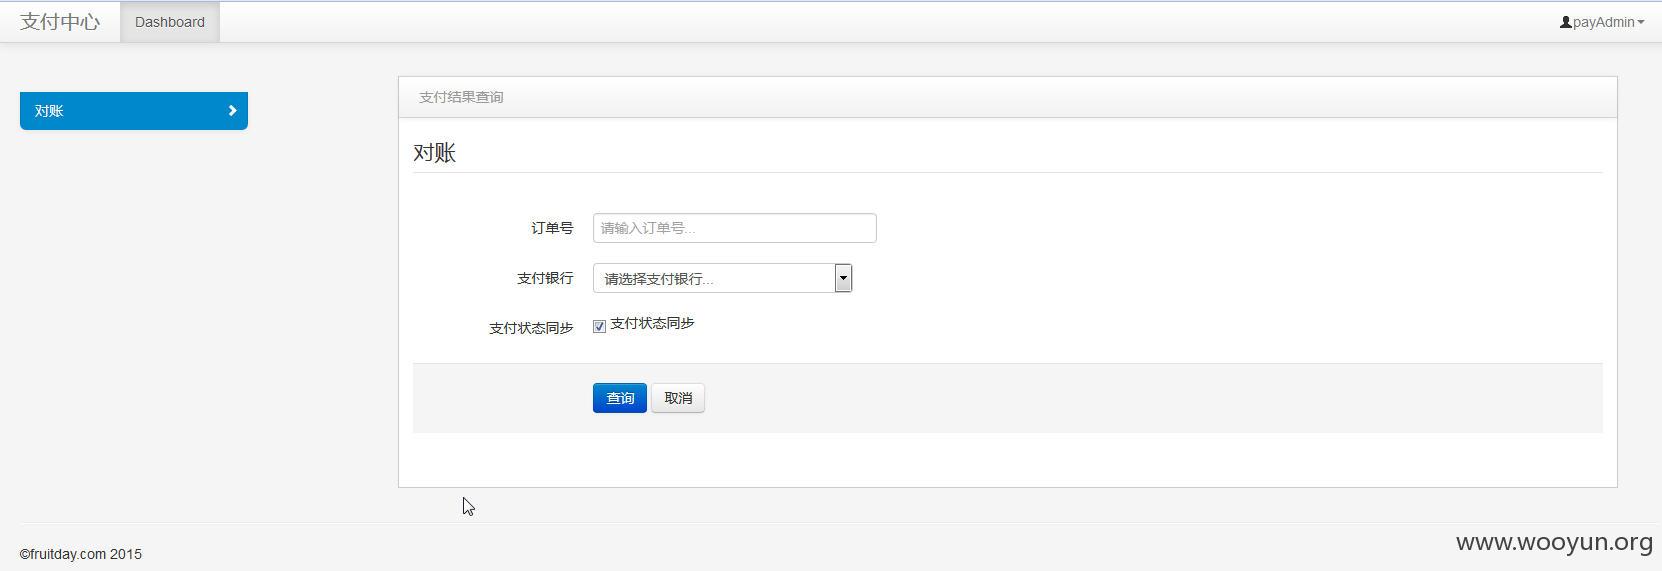 支付中心 Dashboard payAdmin
对账
支付结果查询
对账
订单号 请输入订单号...
支付银行 请选择支付银行...
支付状态同步 支付状态同步
查询 取消
©fruitday.com 2015
www.wooyun.org